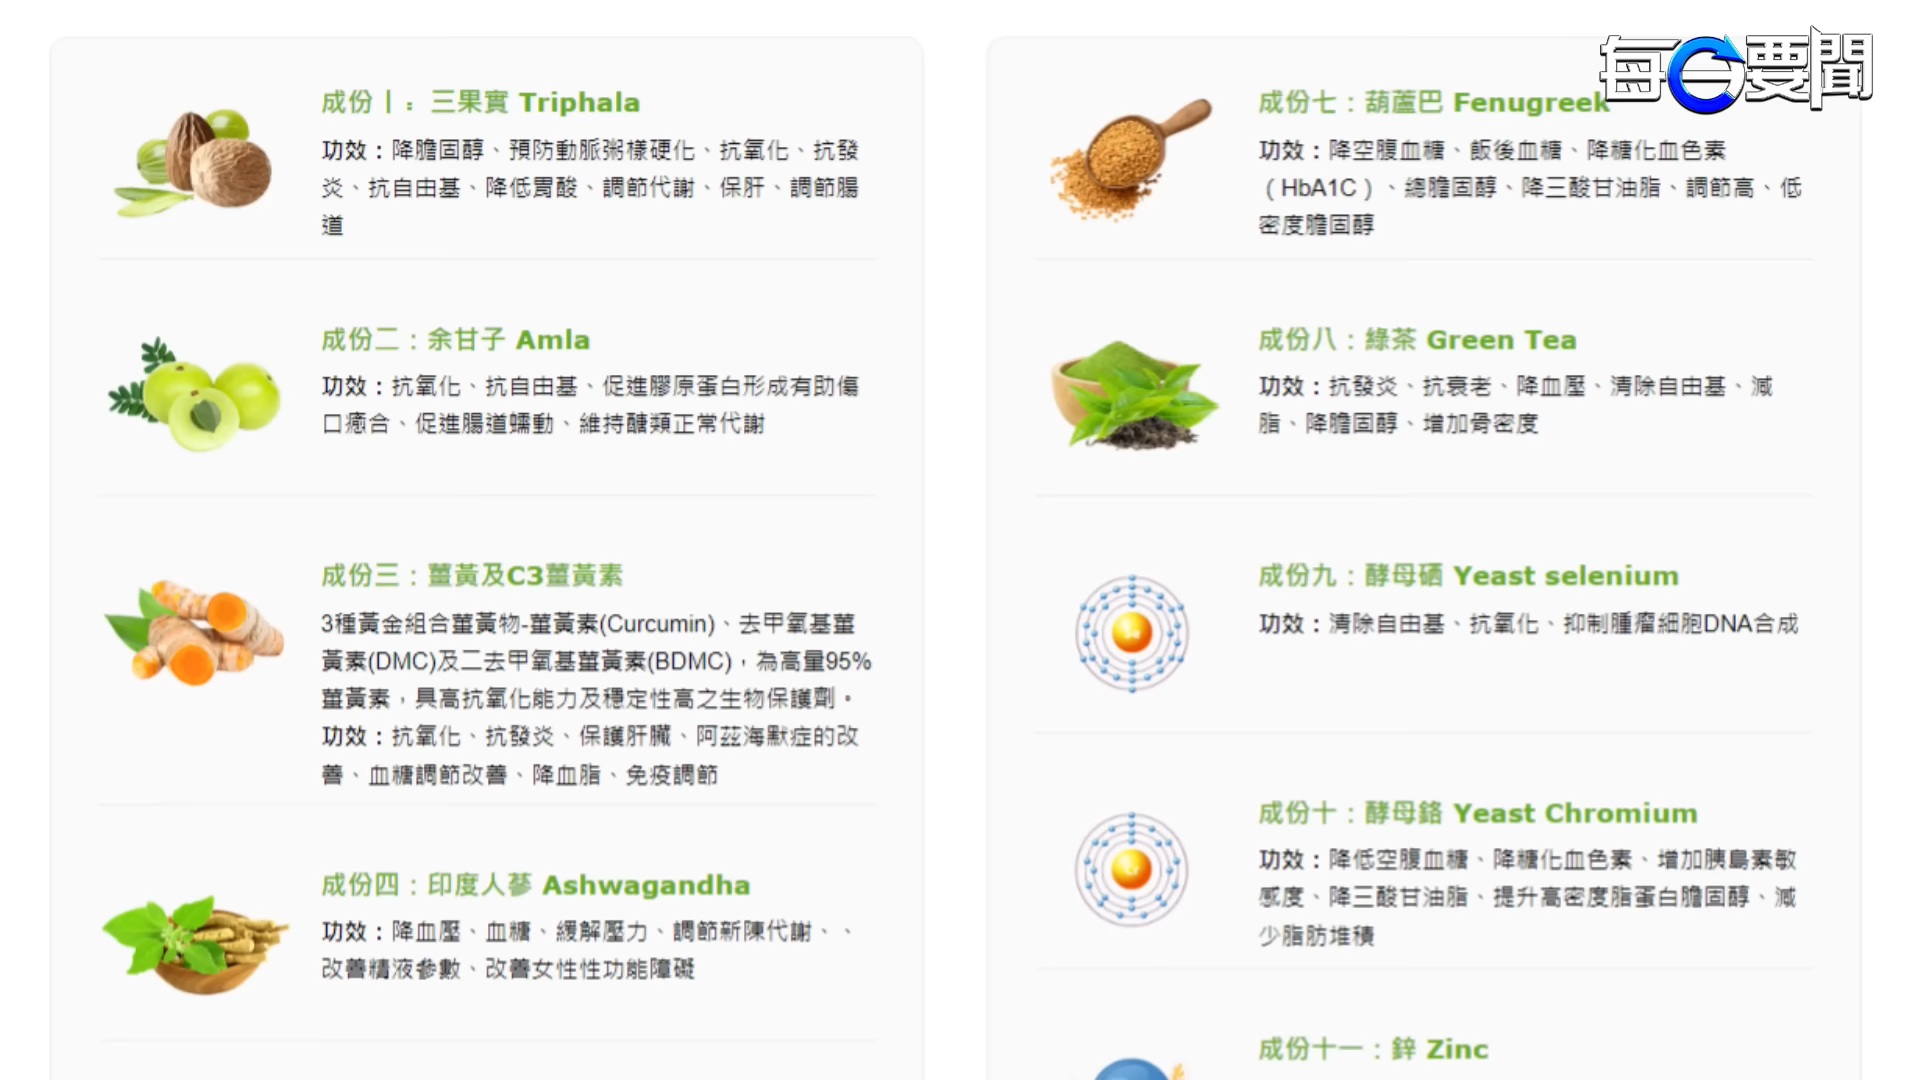 成份丨：三果實 Triphala
功效：降膽固醇、預防動脈粥樣硬化、抗氧化、抗發
炎、抗自由基、降低胃酸、調節代謝、保肝、調節腸
道
成份二：余甘子 Amla
功效：抗氧化、抗自由基、促進膠原蛋白形成有助傷
口癒合、促進腸道蠕動、維持醣類正常代謝
成份三：薑黃及C3薑黃素
3種黃金組合薑黃物-薑黃素(Curcumin)、去甲氧基薑
黃素(DMC)及二去甲氧基薑黃素(BDMC)，為高量95%
薑黃素，具高抗氧化能力及穩定性高之生物保護劑。
功效：抗氧化、抗發炎、保護肝臟、阿茲海默症的改
善、血糖調節改善、降血脂、免疫調節
成份四：印度人蔘 Ashwagandha
功效：降血壓、血糖、緩解壓力、調節新陳代謝、、
改善精液參數、改善女性性功能障礙
每日要聞
成份七：葫蘆巴 Fenugreek
功效：降空腹血糖、飯後血糖、降糖化血色素
（HbA1C）、總膽固醇、降三酸甘油脂、調節高、低
密度膽固醇
成份八：綠茶 Green Tea
功效：抗發炎、抗衰老、降血壓、清除自由基、減
脂、降膽固醇、增加骨密度
成份九：酵母硒 Yeast selenium
功效：清除自由基、抗氧化、抑制腫瘤細胞DNA合成
Se
成份十：酵母鉻 Yeast Chromium
功效：降低空腹血糖、降糖化血色素、增加胰島素敏
感度、降三酸甘油脂、提升高密度脂蛋白膽固醇、減
少脂肪堆積
Cr
成份十一：鋅 Zinc